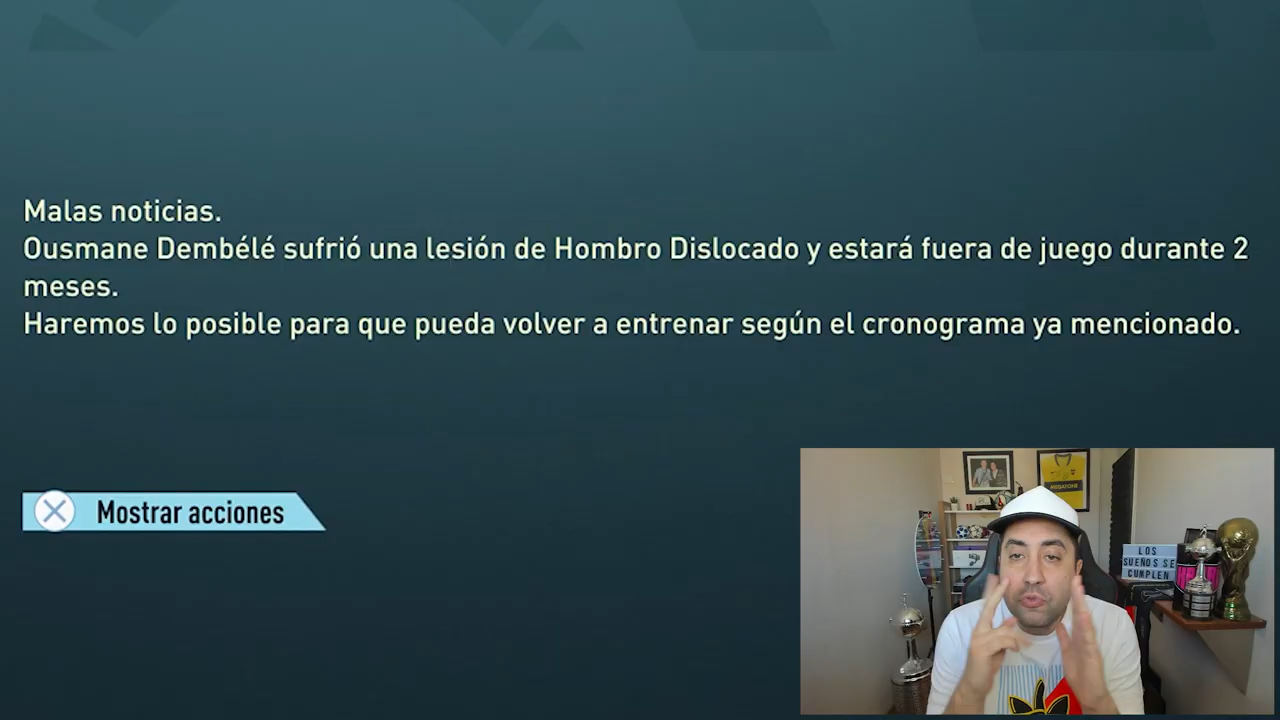 Malas noticias.
Ousmane Dembélé sufrió una lesión de Hombro Dislocado y estará fuera de juego durante 2
meses.
Haremos lo posible para que pueda volver a entrenar según el cronograma ya mencionado.
Mostrar acciones
MEGATONE
LOS
SUEÑOS SE
CUMPLEN